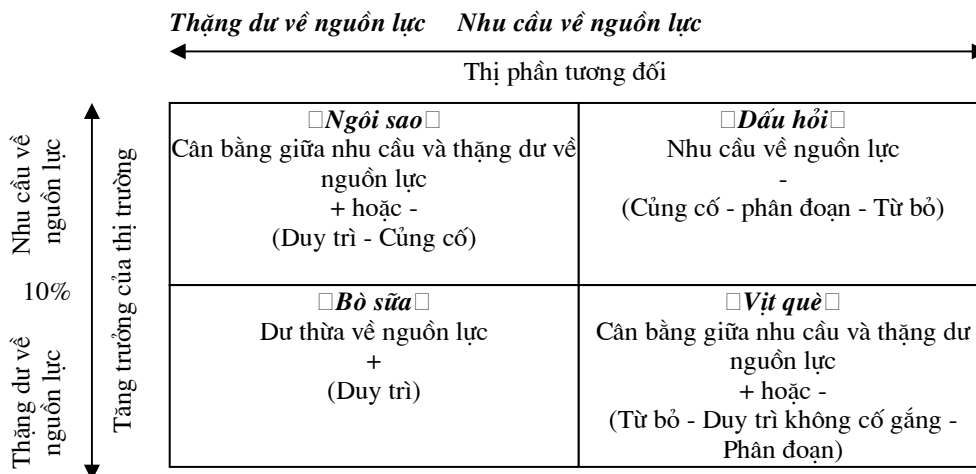 Thặng dư về nguồn lực Nhu cầu về nguồn lực
Thị phần tương đối
Nhu cầu về
nguồn lực
10%
Thặng dư về
nguồn lực
Tăng trưởng của thị trường
□Ngôi sao□
Cân bằng giữa nhu cầu và thặng dư về
nguồn lực
+ hoặc -
(Duy trì - Củng cố)
□Dấu hỏi□
Nhu cầu về nguồn lực
-
(Củng cố - phân đoạn - Từ bỏ)
□Bò sữa□
Dư thừa về nguồn lực
+
(Duy trì)
□Vịt què□
Cân bằng giữa nhu cầu và thặng dư
nguồn lực
+ hoặc -
(Từ bỏ - Duy trì không cố gắng -
Phân đoạn)